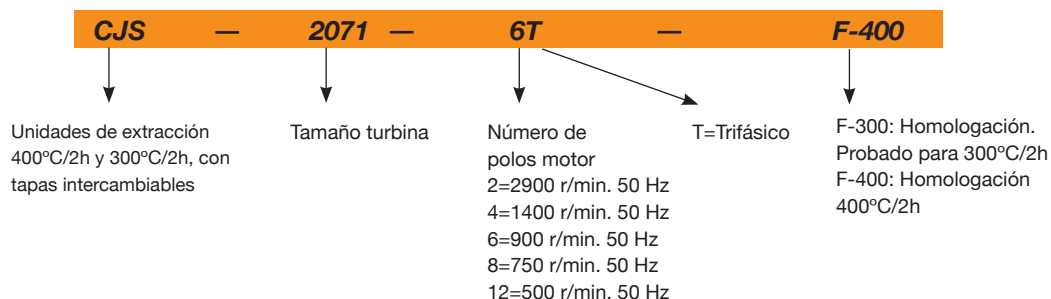 CJS — 2071 — 6T — F-400
Unidades de extracción
400ºC/2h y 300ºC/2h, con
tapas intercambiables
Tamaño turbina
Número de
polos motor
2=2900 r/min. 50 Hz
4=1400 r/min. 50 Hz
6=900 r/min. 50 Hz
8=750 r/min. 50 Hz
12=500 r/min. 50 Hz
T=Trifásico
F-300: Homologación.
Probado para 300ºC/2h
F-400: Homologación
400ºC/2h